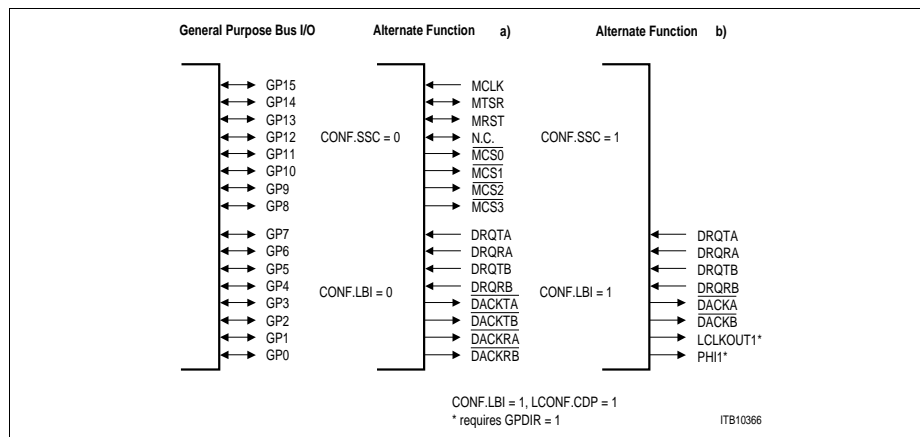 General Purpose Bus I/O Alternate Function a) Alternate Function b)
GP15 MCLK
GP14 MTSR
GP13 MRST
GP12 CONF.SSC = 0 N.C. CONF.SSC = 1
GP11 MCS0
GP10 MCS1
GP9 MCS2
GP8 MCS3
GP7 DRQTA DRQTA
GP6 DRQRA DRQRA
GP5 DRQTB DRQTB
GP4 CONF.LBI = 0 DRQRB CONF.LBI = 1 DRQRB
GP3 DACKTA DACKA
GP2 DACKTB DACKB
GP1 DACKRA LCLKOUT1*
GP0 DACKRB PHI1*
CONF.LBI = 1, LCONF.CDP = 1
* requires GPDIR = 1 ITB10366